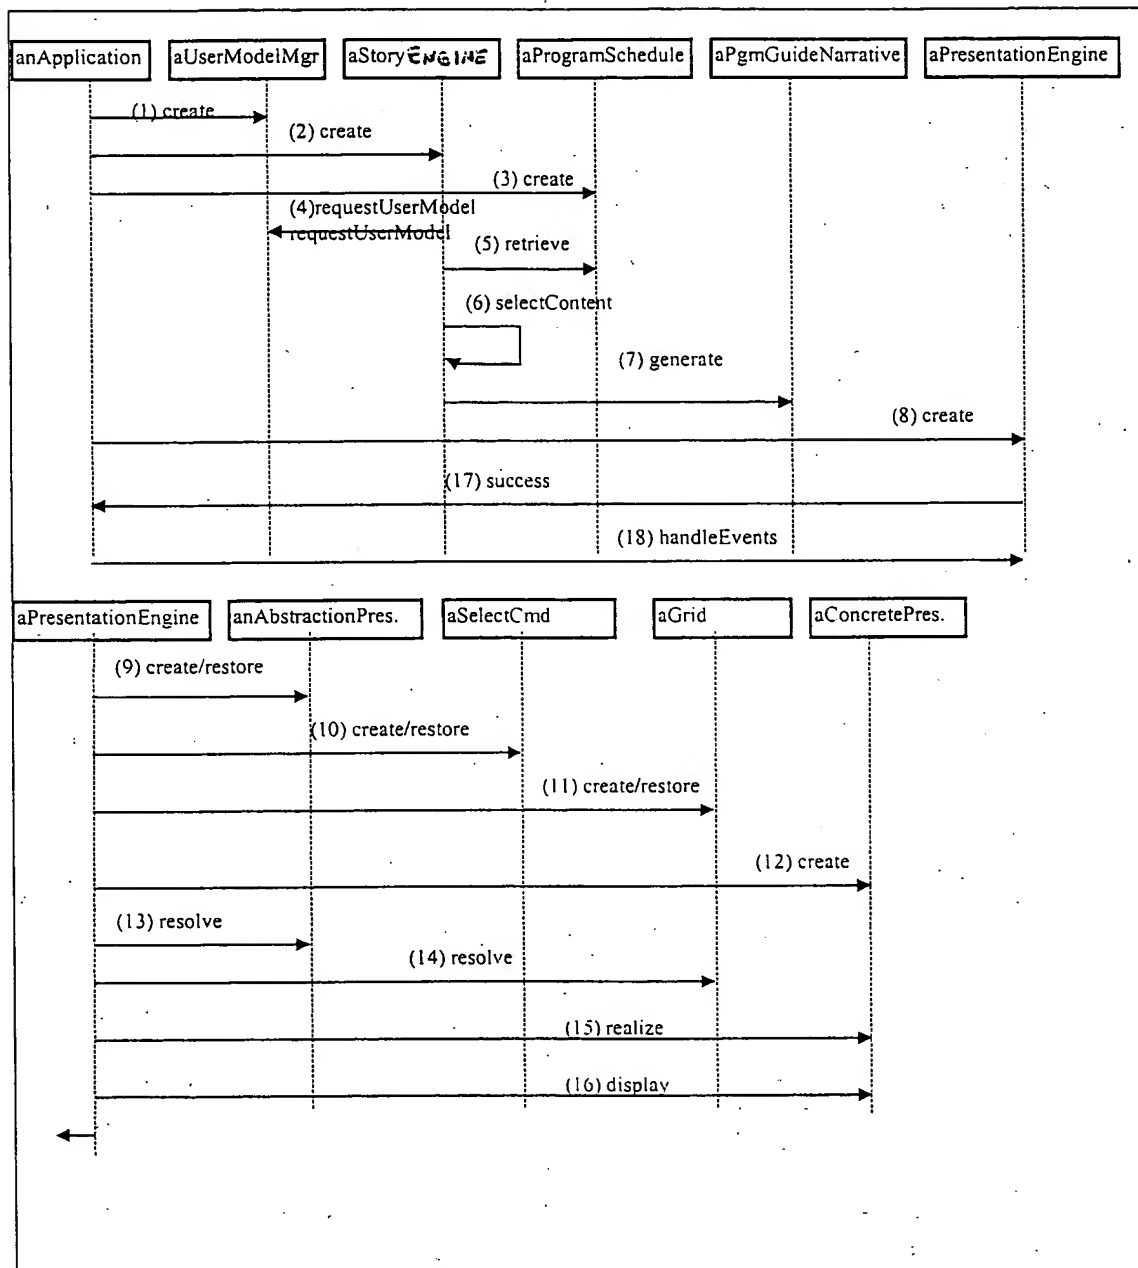 anApplication
aUserModelMgr
aStory ENGINE
aProgramSchedule
aPgmGuideNarrative
aPresentationEngine
(1) create
(2) create
(3) create
(4)requestUserModel
requestUserModel
(5) retrieve
(6) selectContent
(7) generate
(8) create
(17) success
(18) handleEvents
aPresentationEngine
anAbstractionPres.
aSelectCmd
aGrid
aConcretePres.
(9) create/restore
(10) create/restore
(11) create/restore
(12) create
(13) resolve
(14) resolve
(15) realize
(16) display